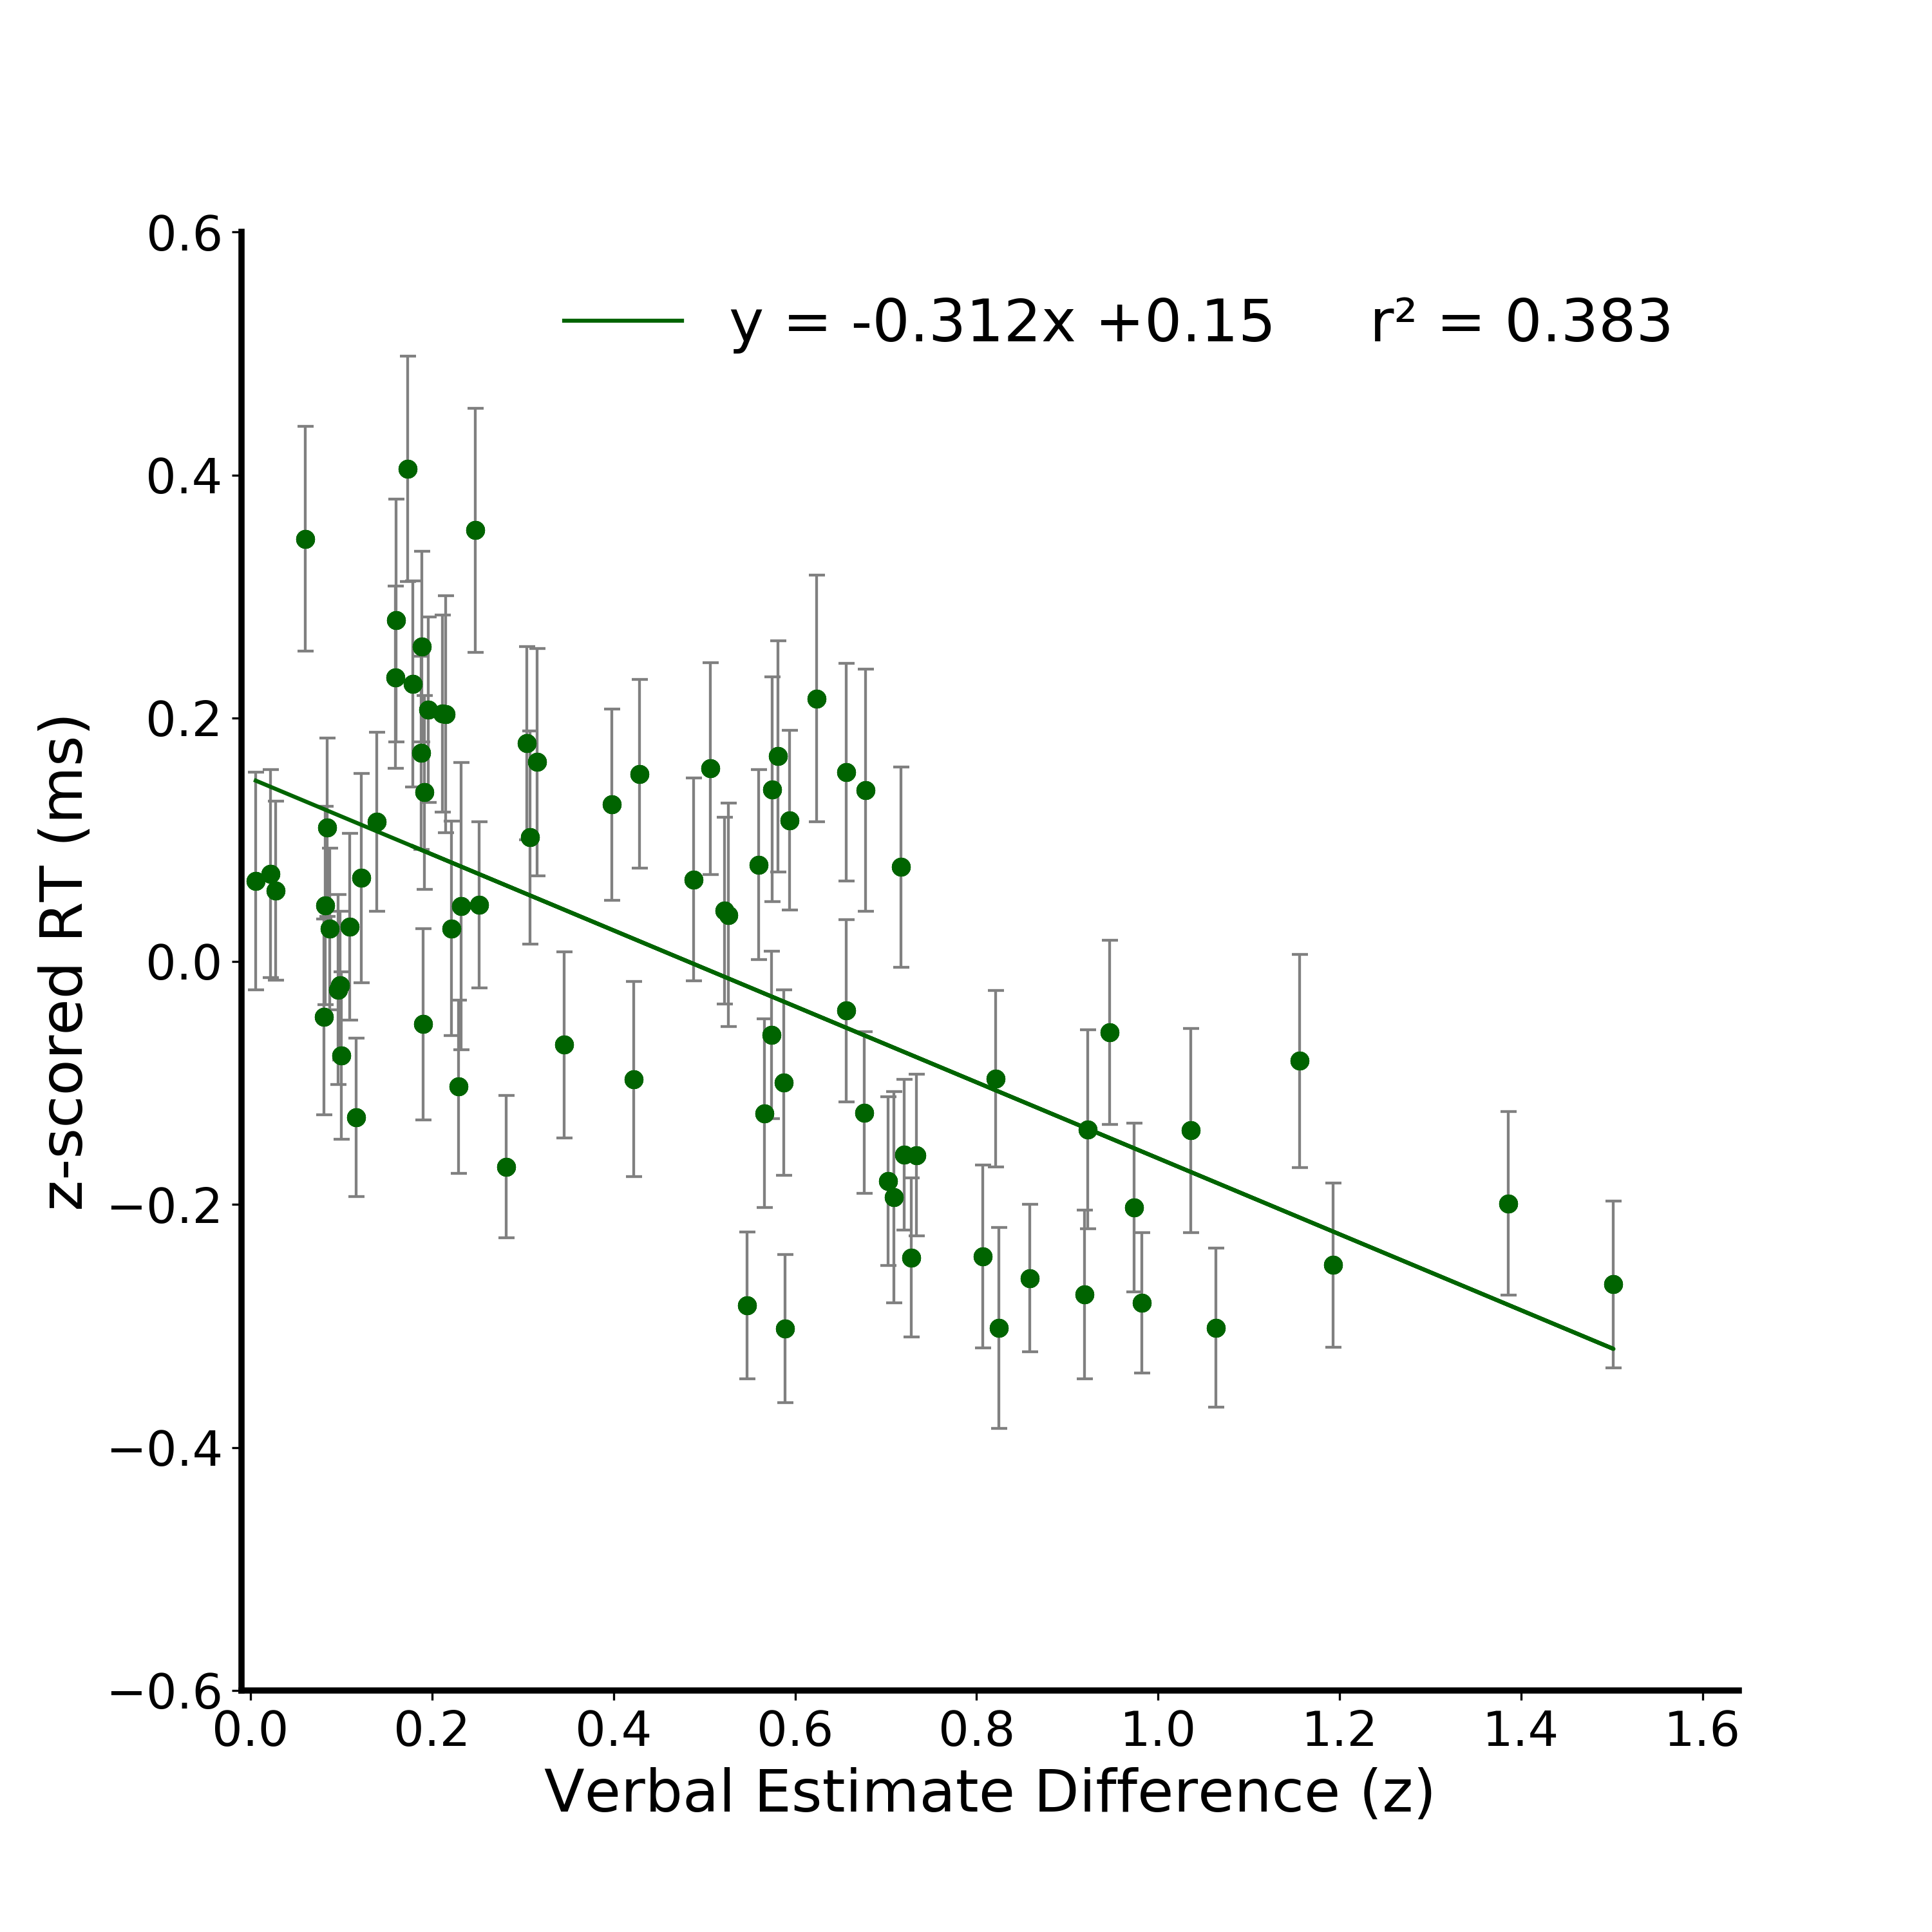 0.6
y = -0.312x +0.15 r² = 0.383
0.4
0.2
0.0
−0.2
−0.4
−0.6
z-scored RT (ms)
0.0 0.2 0.4 0.6 0.8 1.0 1.2 1.4 1.6
Verbal Estimate Difference (z)